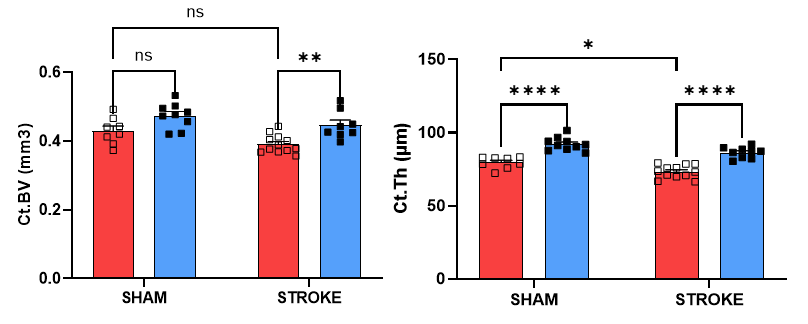 ns
ns
**
0.6
0.4
0.2
0.0
Ct.BV (mm3)
SHAM
STROKE
*
****
****
150
100
50
0
Ct.Th (µm)
SHAM
STROKE